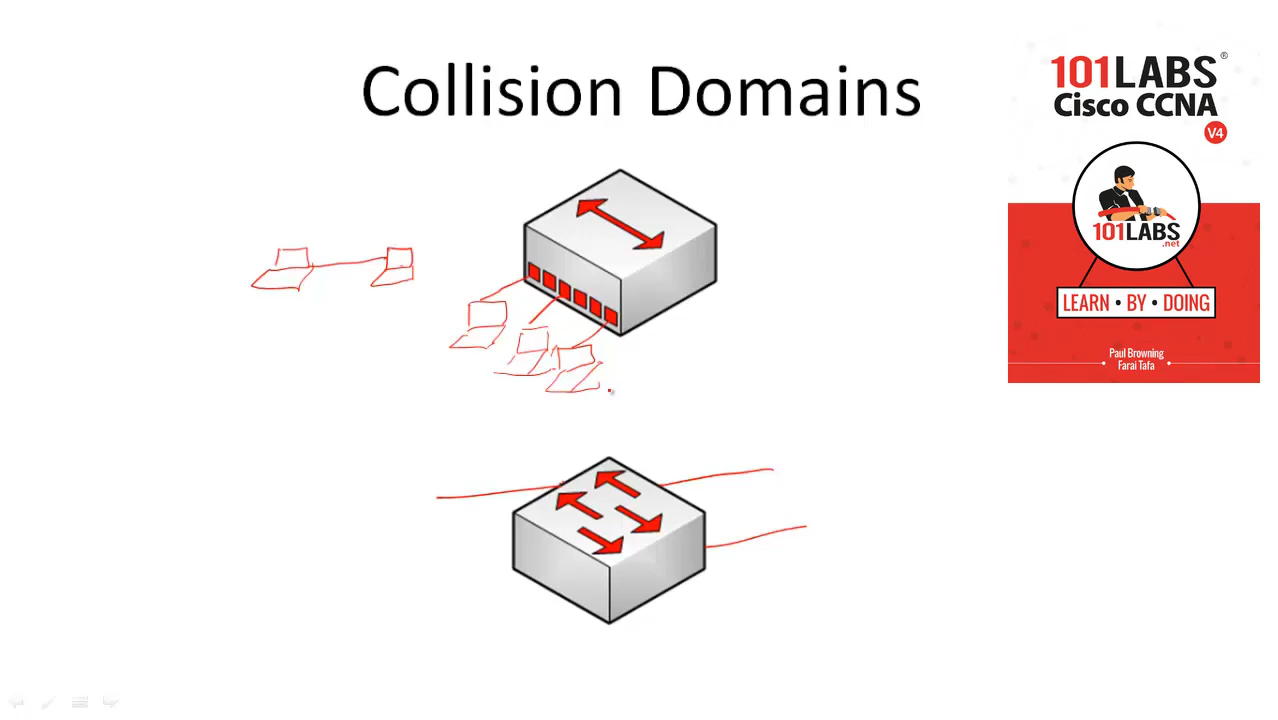 Collision Domains
101LABS®
Cisco CCNA
V4
101LABS
.net
LEARN • BY • DOING
Paul Browning
Farai Tafa